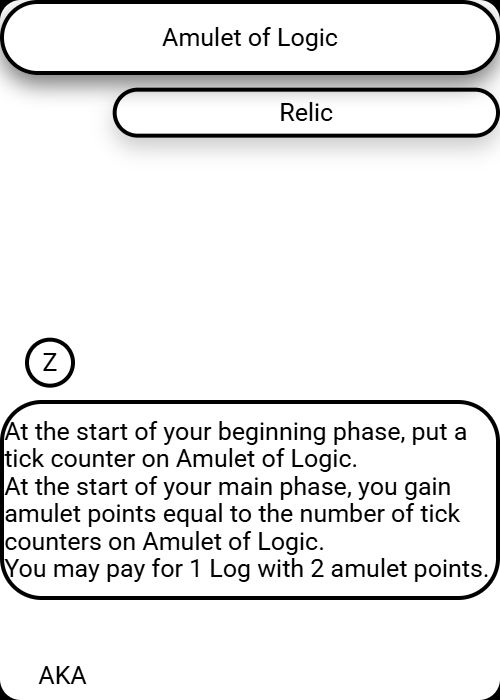 Amulet of Logic
Relic
Z
At the start of your beginning phase, put a
tick counter on Amulet of Logic.
At the start of your main phase, you gain
amulet points equal to the number of tick
counters on Amulet of Logic.
You may pay for 1 Log with 2 amulet points.
AKA